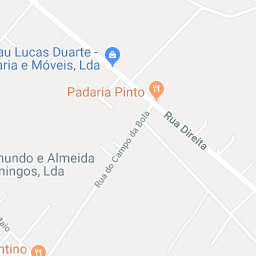 au Lucas Duarte -
aria e Móveis, Lda
Padaria Pinto
Rua Direita
Rua do Campo da Bola
mundo e Almeida
mingos, Lda
Maio
ntino